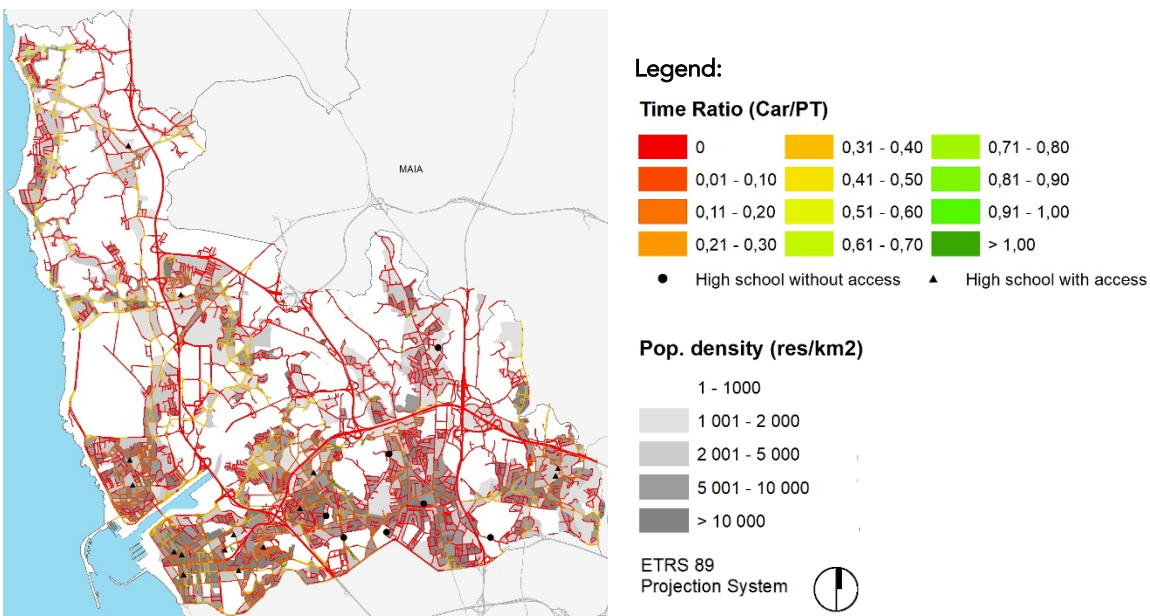 MAIA
Legend:
Time Ratio (Car/PT)
0
0,31 - 0,40
0,71 - 0,80
0,01 - 0,10
0,41 - 0,50
0,81 - 0,90
0,11 - 0,20
0,51 - 0,60
0,91 - 1,00
0,21 - 0,30
0,61 - 0,70
> 1,00
High school without access
High school with access
Pop. density (res/km2)
1 - 1000
1 001 - 2 000
2 001 - 5 000
5 001 - 10 000
> 10 000
ETRS 89
Projection System